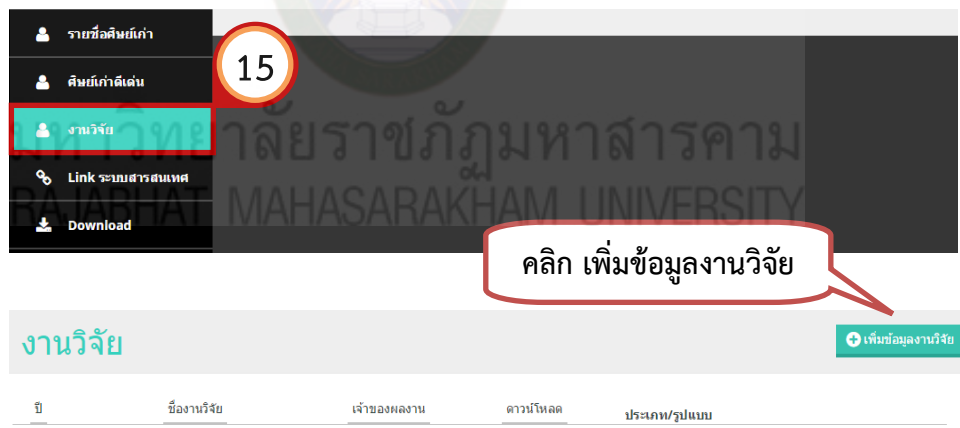 รายชื่อศิษย์เก่า
15
ศิษย์เก่าดีเด่น
งานวิจัย
มหาวิทยาลัยราชภัฏมหาสารคาม
Link ระบบสารสนเทศ
RAJABHAT MAHASARAKHAM UNIVERSITY
Download
คลิก เพิ่มข้อมูลงานวิจัย
งานวิจัย
เพิ่มข้อมูลงานวิจัย
ปี ชื่องานวิจัย เจ้าของผลงาน ดาวน์โหลด ประเภท/รูปแบบ